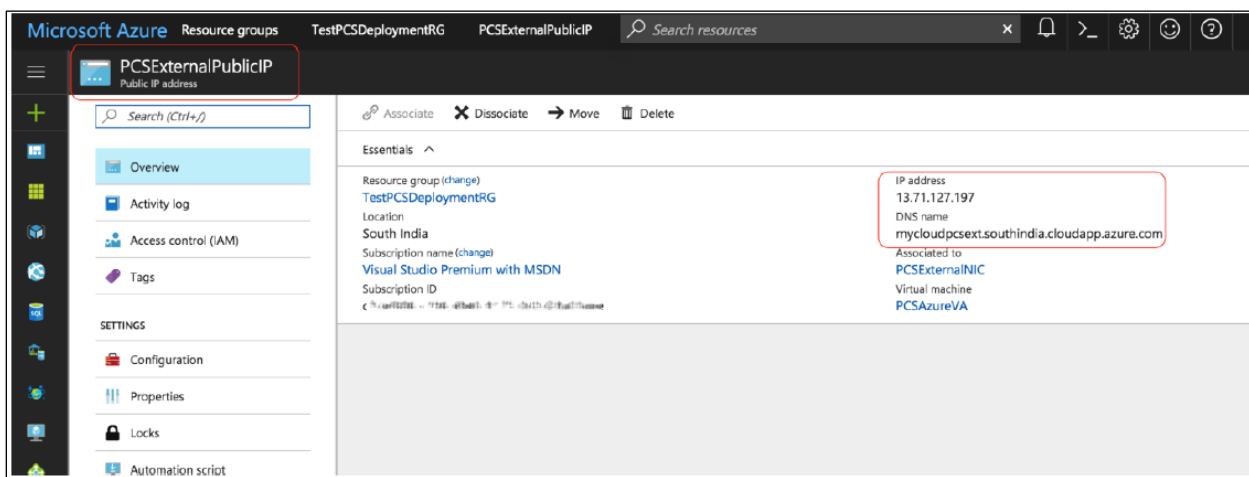 Microsoft Azure Resource groups TestPCSDeploymentRG PCSExternalPublicIP Search resources
PCSExternalPublicIP
Public IP address
Search (Ctrl+/)
Overview
Activity log
Access control (IAM)
Tags
SETTINGS
Configuration
Properties
Locks
Automation script
Associate Dissociate Move Delete
Essentials
Resource group (change)
TestPCSDeploymentRG
Location
South India
Subscription name (change)
Visual Studio Premium with MSDN
Subscription ID
IP address
13.71.127.197
DNS name
mycloudpcsext.southindia.cloudapp.azure.com
Associated to
PCSExternalNIC
Virtual machine
PCSAzureVA